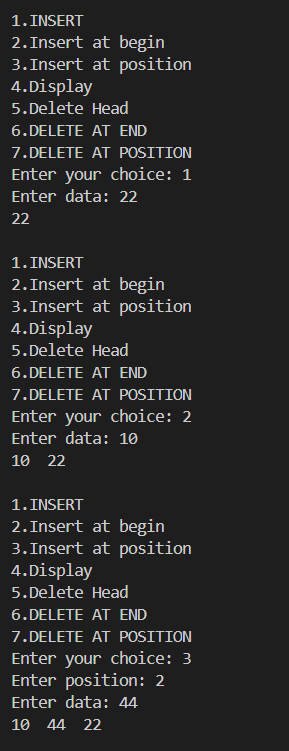 1.INSERT
2.Insert at begin
3.Insert at position
4.Display
5.Delete Head
6.DELETE AT END
7.DELETE AT POSITION
Enter your choice: 1
Enter data: 22
22
1.INSERT
2.Insert at begin
3.Insert at position
4.Display
5.Delete Head
6.DELETE AT END
7.DELETE AT POSITION
Enter your choice: 2
Enter data: 10
10  22
1.INSERT
2.Insert at begin
3.Insert at position
4.Display
5.Delete Head
6.DELETE AT END
7.DELETE AT POSITION
Enter your choice: 3
Enter position: 2
Enter data: 44
10  44  22